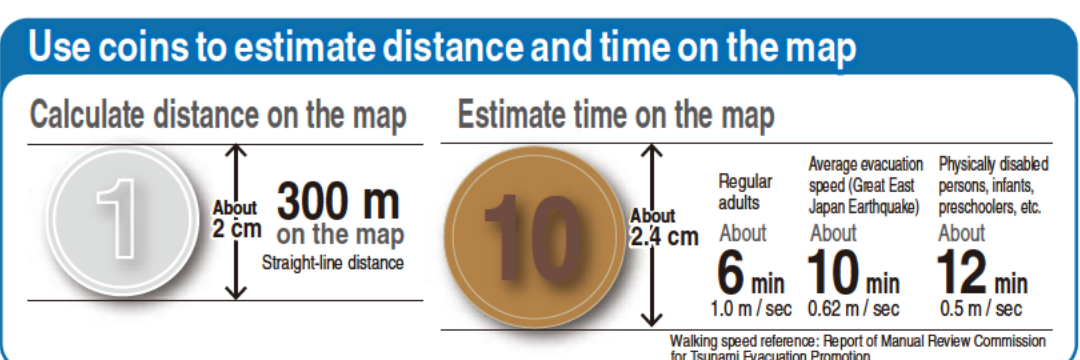 Use coins to estimate distance and time on the map
Calculate distance on the map
1
About
2 cm
300 m
on the map
Straight-line distance
Estimate time on the map
10
About
2.4 cm
Regular
adults
About
6 min
1.0 m / sec
Average evacuation
speed (Great East
Japan Earthquake)
About
10 min
0.62 m / sec
Physically disabled
persons, infants,
preschoolers, etc.
About
12 min
0.5 m / sec
Walking speed reference: Report of Manual Review Commission
for Tsunami Evacuation Promotion